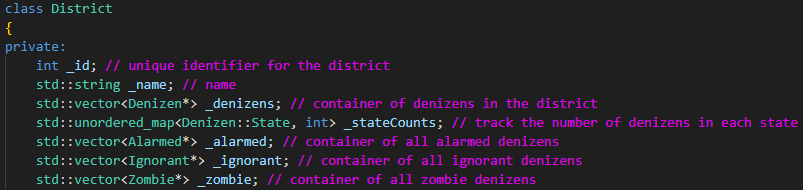 class District
{
private:
    int _id; // unique identifier for the district
    std::string _name; // name
    std::vector<Denizen*> _denizens; // container of denizens in the district
    std::unordered_map<Denizen::State, int> _stateCounts; // track the number of denizens in each state
    std::vector<Alarmed*> _alarmed; // container of all alarmed denizens
    std::vector<Ignorant*> _ignorant; // container of all ignorant denizens
    std::vector<Zombie*> _zombie; // container of all zombie denizens